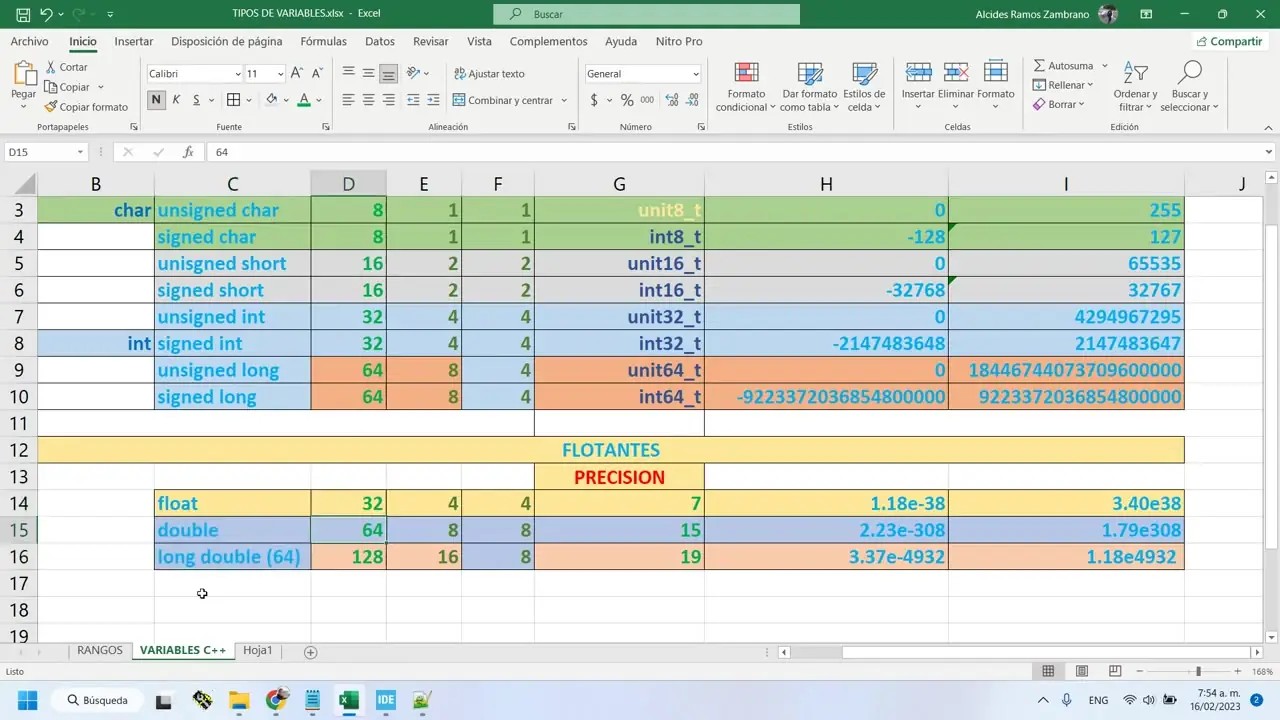 TIPOS DE VARIABLES.xlsx - Excel
Buscar
Alcides Ramos Zambrano
Archivo Inicio Insertar Disposición de página Fórmulas Datos Revisar Vista Complementos Ayuda Nitro Pro Compartir
Pegar
Cortar
Copiar
Copiar formato
Portapapeles
Calibri 11
N K S
Fuente
Ajustar texto
Combinar y centrar
Alineación
General
$ % 000
Número
Formato condicional
Dar formato como tabla
Estilos de celda
Estilos
Insertar Eliminar Formato
Celdas
Autosuma
Rellenar
Borrar
Ordenar y filtrar
Buscar y seleccionar
Edición
D15 fx 64
B C D E F G H I J
3 char unsigned char 8 1 1 unit8_t 0 255
4 signed char 8 1 1 int8_t -128 127
5 unisgned short 16 2 2 unit16_t 0 65535
6 signed short 16 2 2 int16_t -32768 32767
7 unsigned int 32 4 4 unit32_t 0 4294967295
8 int signed int 32 4 4 int32_t -2147483648 2147483647
9 unsigned long 64 8 4 unit64_t 0 18446744073709600000
10 signed long 64 8 4 int64_t -9223372036854800000 9223372036854800000
11
12 FLOTANTES
13 PRECISION
14 float 32 4 4 7 1.18e-38 3.40e38
15 double 64 8 8 15 2.23e-308 1.79e308
16 long double (64) 128 16 8 19 3.37e-4932 1.18e4932
17
18
19
RANGOS VARIABLES C++ Hoja1
Listo 168%
Búsqueda IDE ENG 7:54 a. m.
16/02/2023 2